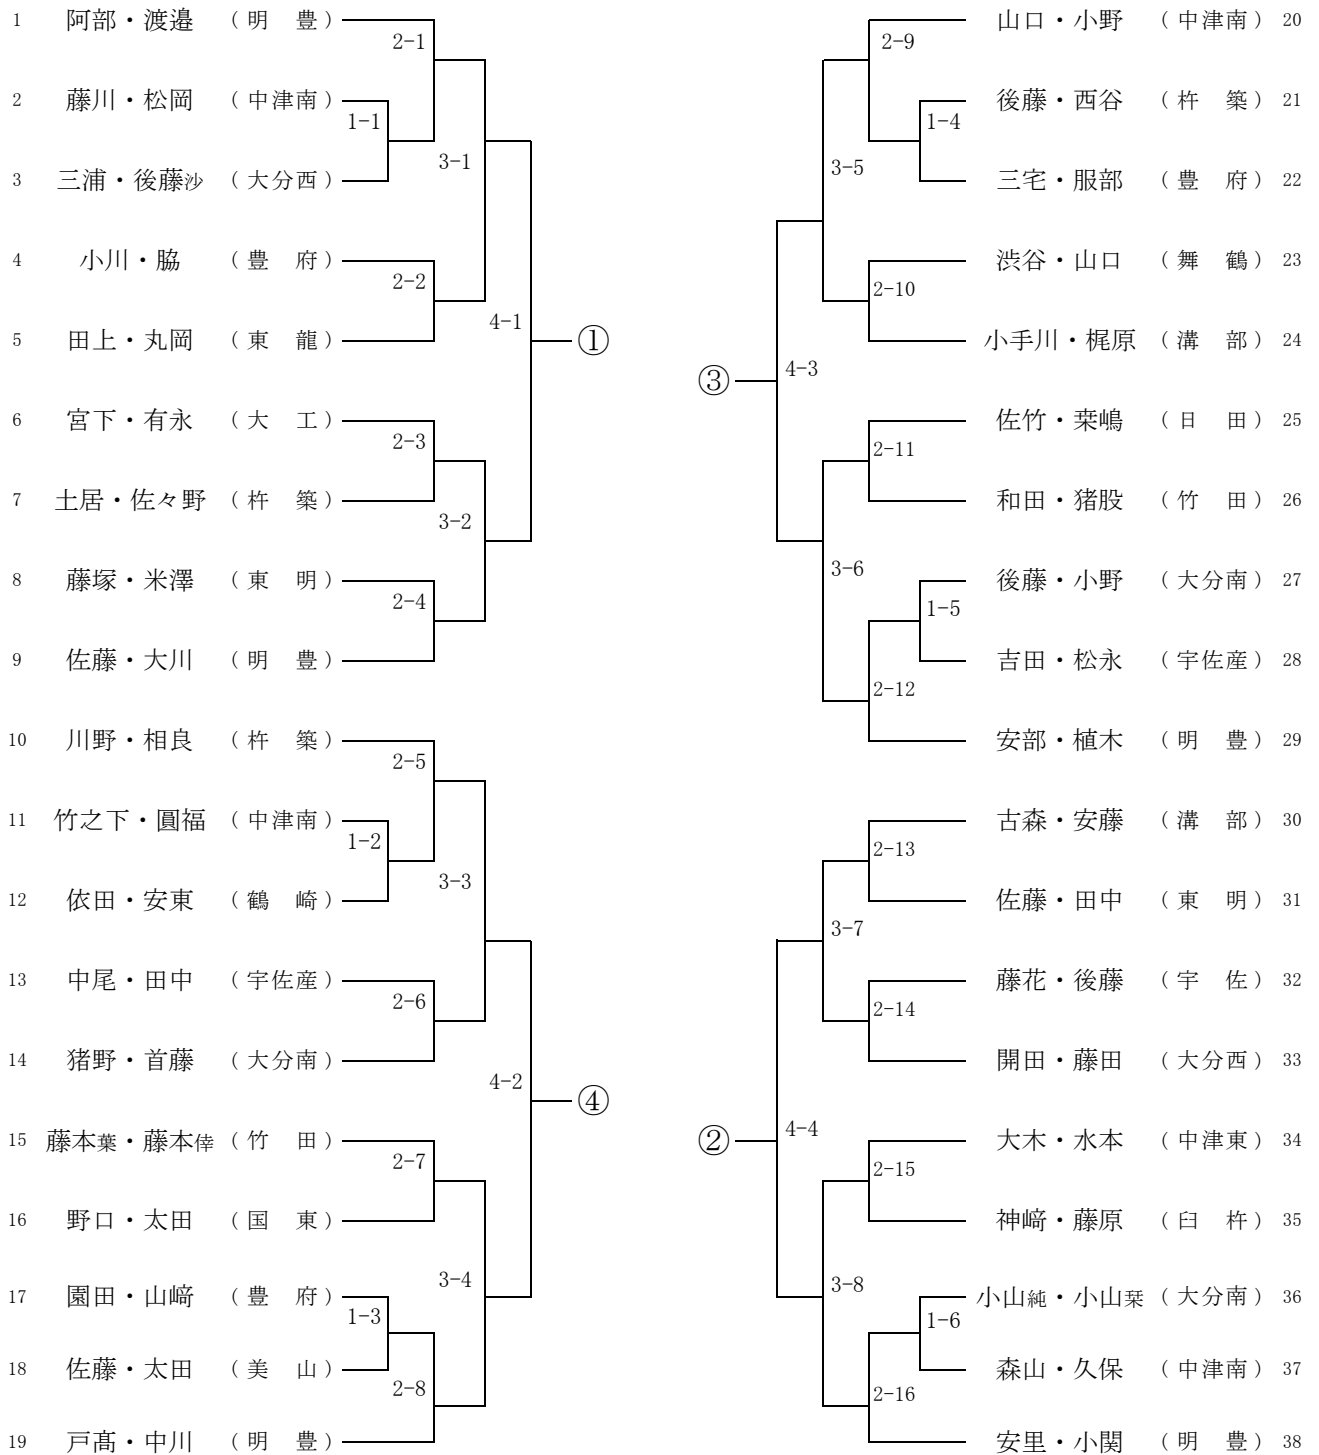 1 阿部・渡邉 （明　豊）
2-1
2 藤川・松岡 （中津南）
1-1
3 三浦・後藤沙 （大分西）
3-1
4 小川・脇 （豊　府）
2-2
5 田上・丸岡 （東　龍）
4-1
①
6 宮下・有永 （大　工）
2-3
7 土居・佐々野 （杵　築）
3-2
8 藤塚・米澤 （東　明）
2-4
9 佐藤・大川 （明　豊）
10 川野・相良 （杵　築）
2-5
11 竹之下・圓福 （中津南）
1-2
12 依田・安東 （鶴　崎）
3-3
13 中尾・田中 （宇佐産）
2-6
14 猪野・首藤 （大分南）
4-2
④
15 藤本葉・藤本倖 （竹　田）
2-7
16 野口・太田 （国　東）
3-4
17 園田・山﨑 （豊　府）
1-3
18 佐藤・太田 （美　山）
2-8
19 戸髙・中川 （明　豊）
山口・小野 （中津南） 20
2-9
後藤・西谷 （杵　築） 21
1-4
3-5
三宅・服部 （豊　府） 22
渋谷・山口 （舞　鶴） 23
2-10
小手川・梶原 （溝　部） 24
③
4-3
佐竹・桒嶋 （日　田） 25
2-11
和田・猪股 （竹　田） 26
3-6
後藤・小野 （大分南） 27
1-5
吉田・松永 （宇佐産） 28
2-12
安部・植木 （明　豊） 29
古森・安藤 （溝　部） 30
2-13
佐藤・田中 （東　明） 31
3-7
藤花・後藤 （宇　佐） 32
2-14
開田・藤田 （大分西） 33
②
4-4
大木・水本 （中津東） 34
2-15
神﨑・藤原 （臼　杵） 35
3-8
小山純・小山栞 （大分南） 36
1-6
森山・久保 （中津南） 37
2-16
安里・小関 （明　豊） 38